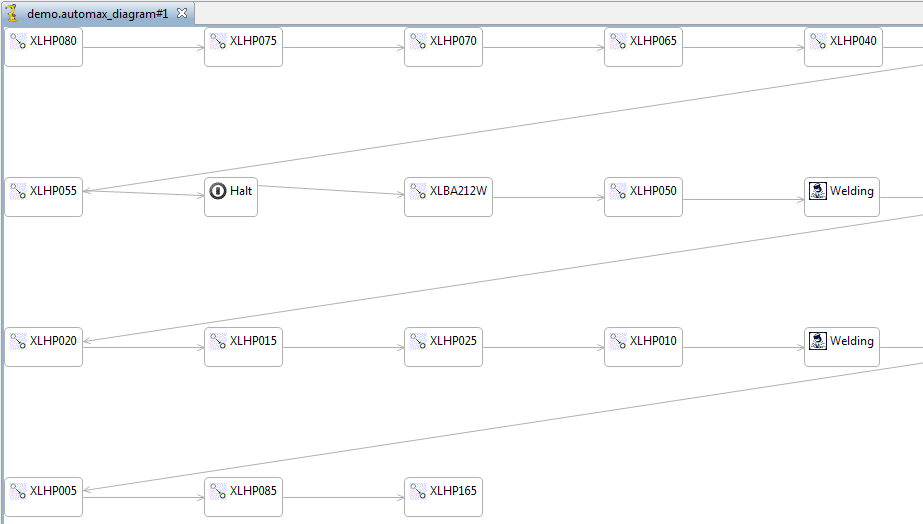 demo.automax_diagram#1
XLHP080 XLHP075 XLHP070 XLHP065 XLHP040
XLHP055 Halt XLBA212W XLHP050 Welding
XLHP020 XLHP015 XLHP025 XLHP010 Welding
XLHP005 XLHP085 XLHP165